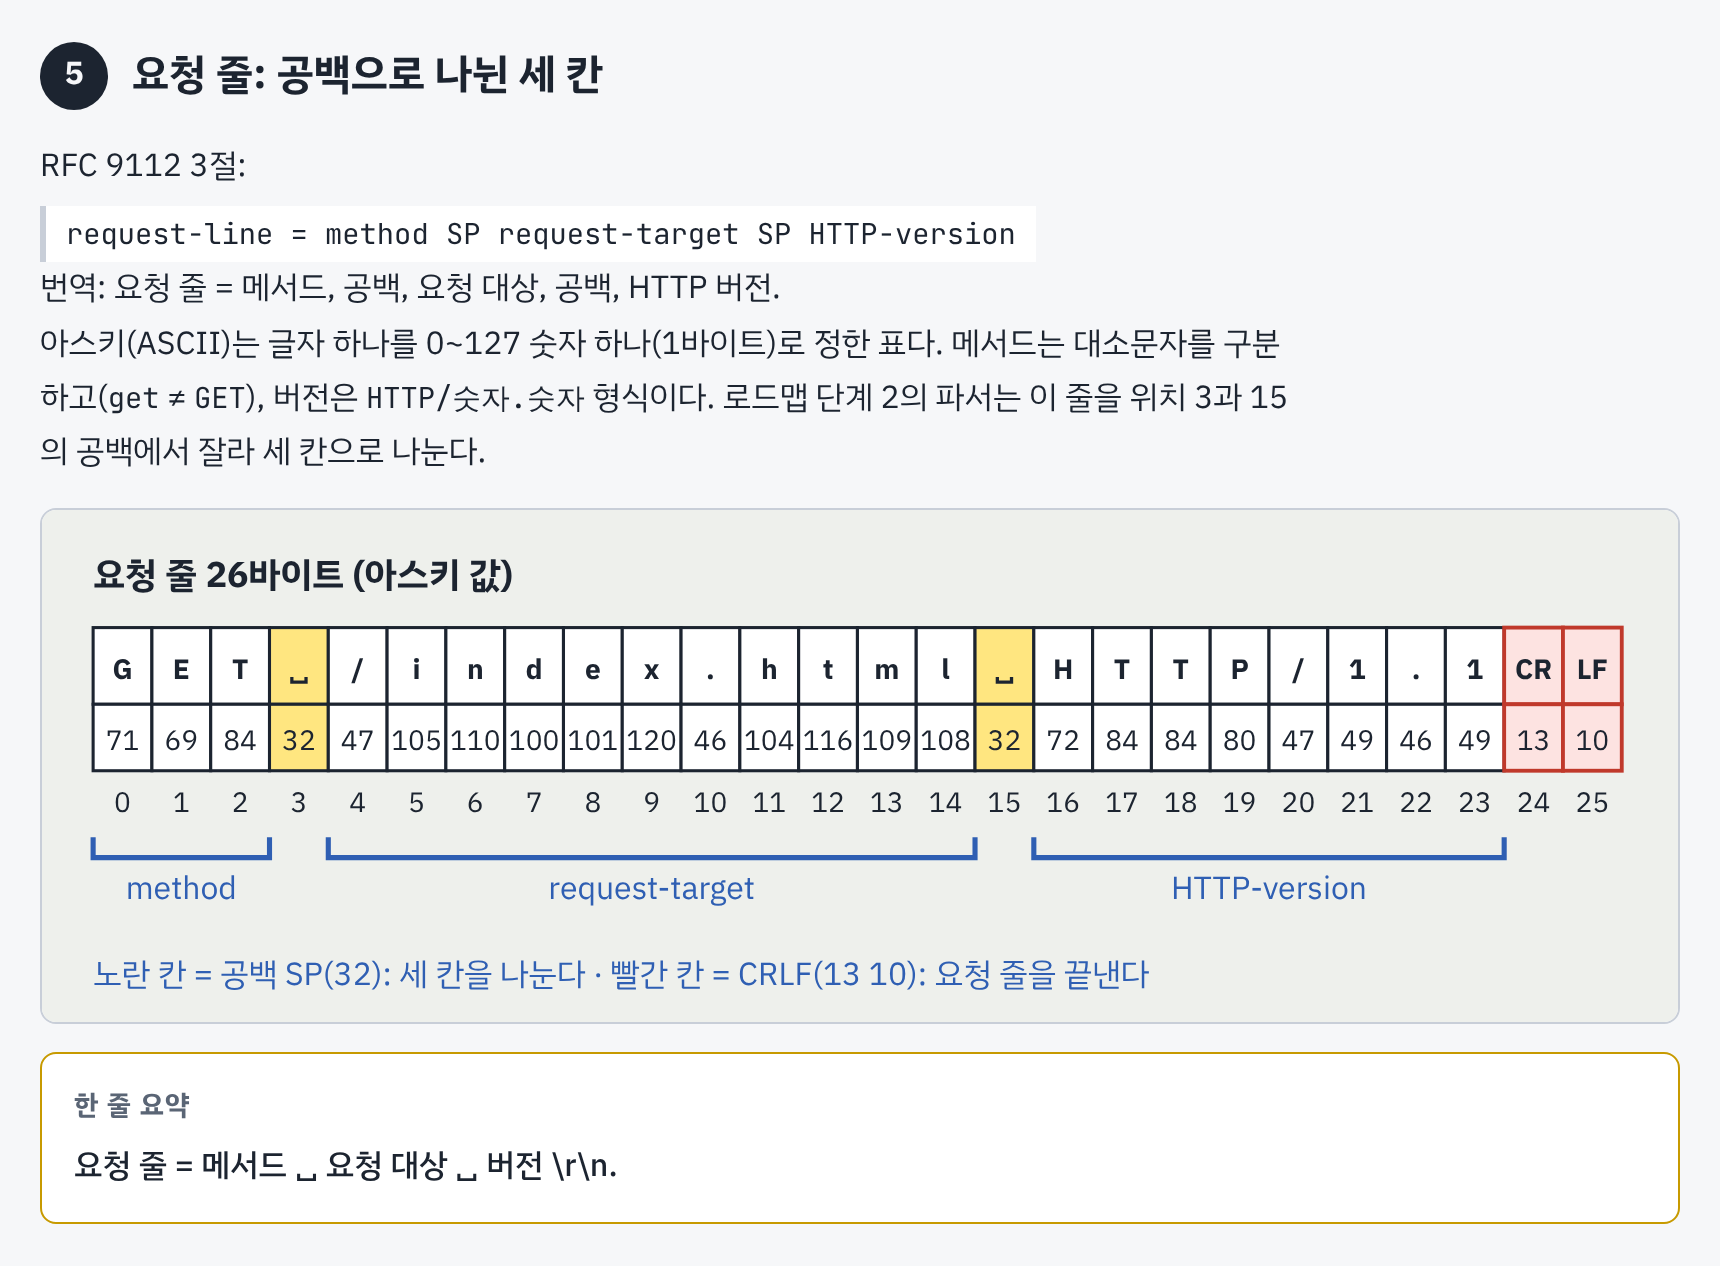 5 요청 줄: 공백으로 나뉜 세 칸
RFC 9112 3절:
request-line = method SP request-target SP HTTP-version
번역: 요청 줄 = 메서드, 공백, 요청 대상, 공백, HTTP 버전.
아스키(ASCII)는 글자 하나를 0~127 숫자 하나(1바이트)로 정한 표다. 메서드는 대소문자를 구분
하고(get ≠ GET), 버전은 HTTP/숫자.숫자 형식이다. 로드맵 단계 2의 파서는 이 줄을 위치 3과 15
의 공백에서 잘라 세 칸으로 나눈다.
요청 줄 26바이트 (아스키 값)
G E T ␣ / i n d e x . h t m l ␣ H T T P / 1 . 1 CR LF
71 69 84 32 47 105 110 100 101 120 46 104 116 109 108 32 72 84 84 80 47 49 46 49 13 10
0 1 2 3 4 5 6 7 8 9 10 11 12 13 14 15 16 17 18 19 20 21 22 23 24 25
method request-target HTTP-version
노란 칸 = 공백 SP(32): 세 칸을 나눈다 · 빨간 칸 = CRLF(13 10): 요청 줄을 끝낸다
한 줄 요약
요청 줄 = 메서드 ␣ 요청 대상 ␣ 버전 \r\n.